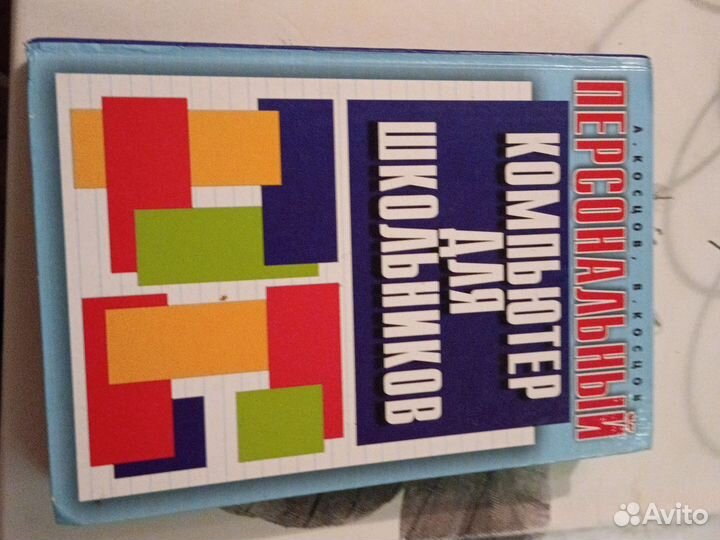 А. КОСЦОВ, В. КОСЦОВ
ПЕРСОНАЛЬНЫЙ
КОМПЬЮТЕР
ДЛЯ
ШКОЛЬНИКОВ
Avito